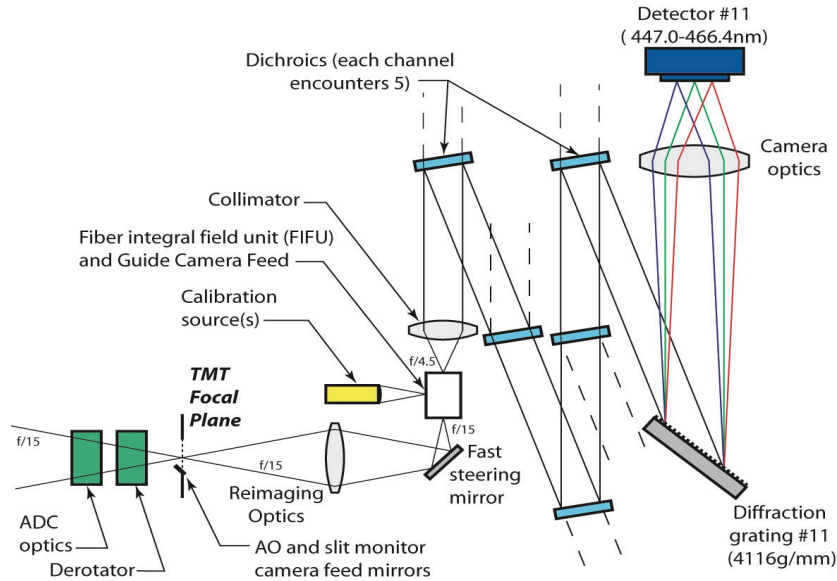 Detector #11
( 447.0-466.4nm)
Dichroics (each channel
encounters 5)
Camera
optics
Collimator
Fiber integral field unit (FIFU)
and Guide Camera Feed
Calibration
source(s)
f/4.5
TMT
Focal
Plane
f/15
f/15
f/15
Fast
steering
mirror
Reimaging
Optics
ADC
optics
Derotator
AO and slit monitor
camera feed mirrors
Diffraction
grating #11
(4116g/mm)